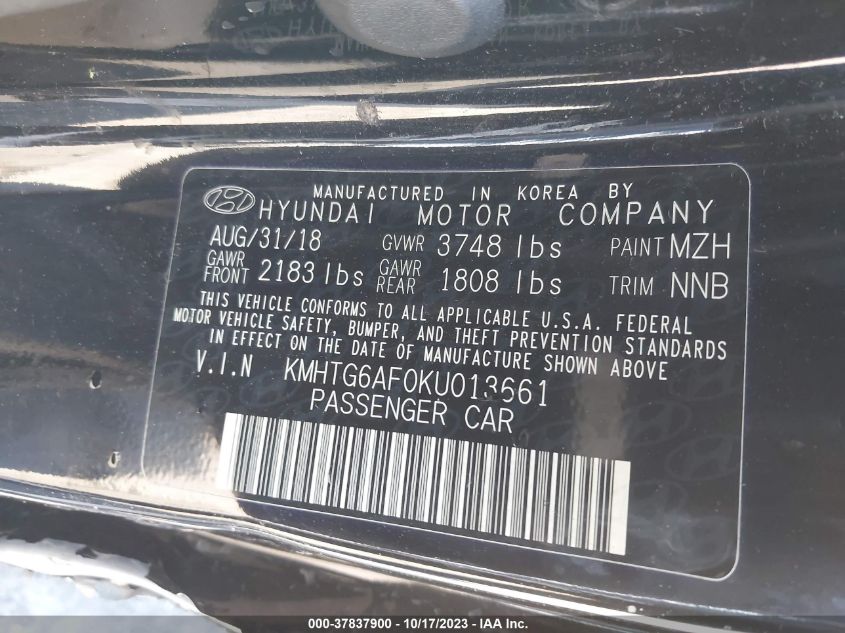 MANUFACTURED IN KOREA BY
HYUNDAI MOTOR COMPANY
AUG/31/18 GVWR 3748 lbs PAINT MZH
GAWR FRONT 2183 lbs GAWR REAR 1808 lbs TRIM NNB
THIS VEHICLE CONFORMS TO ALL APPLICABLE U.S.A. FEDERAL
MOTOR VEHICLE SAFETY, BUMPER, AND THEFT PREVENTION STANDARDS
IN EFFECT ON THE DATE OF MANUFACTURE SHOWN ABOVE
V.I.N KMHTG6AF0KU013661
PASSENGER CAR
000-37837900 - 10/17/2023 - IAA Inc.